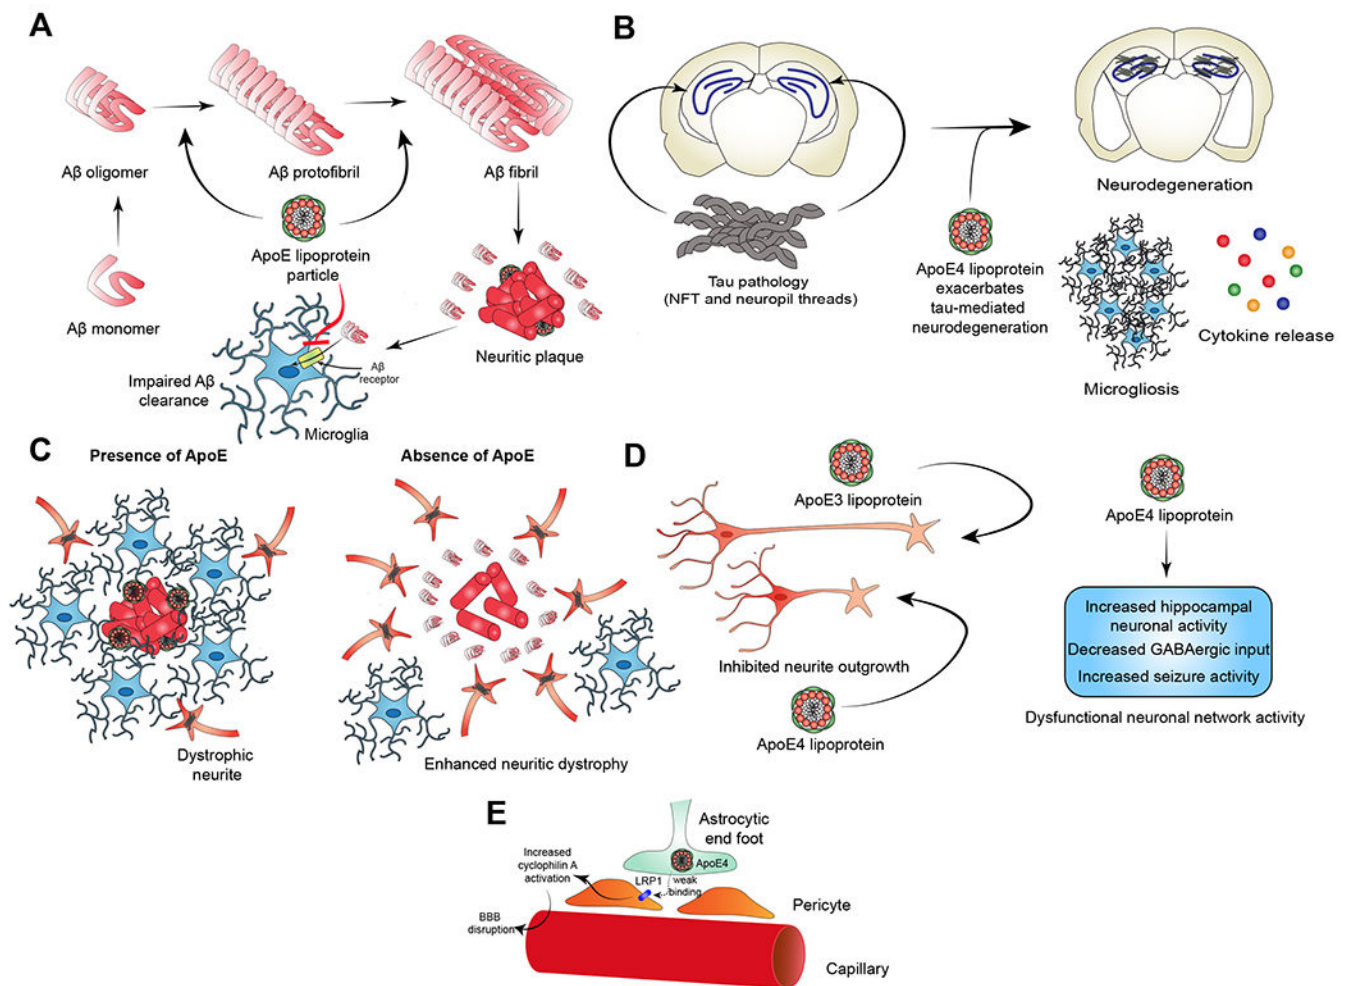 A
Aβ oligomer
Aβ protofibril
Aβ fibril
ApoE lipoprotein
particle
Aβ monomer
Neuritic plaque
Aβ
receptor
Impaired Aβ
clearance
Microglia
B
Tau pathology
(NFT and neuropil threads)
ApoE4 lipoprotein
exacerbates
tau-mediated
neurodegeneration
Neurodegeneration
Cytokine release
Microgliosis
C
Presence of ApoE
Absence of ApoE
Dystrophic
neurite
Enhanced neuritic dystrophy
D
ApoE3 lipoprotein
Inhibited neurite outgrowth
ApoE4 lipoprotein
ApoE4 lipoprotein
Increased hippocampal
neuronal activity
Decreased GABAergic input
Increased seizure activity
Dysfunctional neuronal network activity
E
Astrocytic
end foot
ApoE4
Increased
cyclophilin A
activation
LRP1
weak
binding
Pericyte
BBB
disruption
Capillary